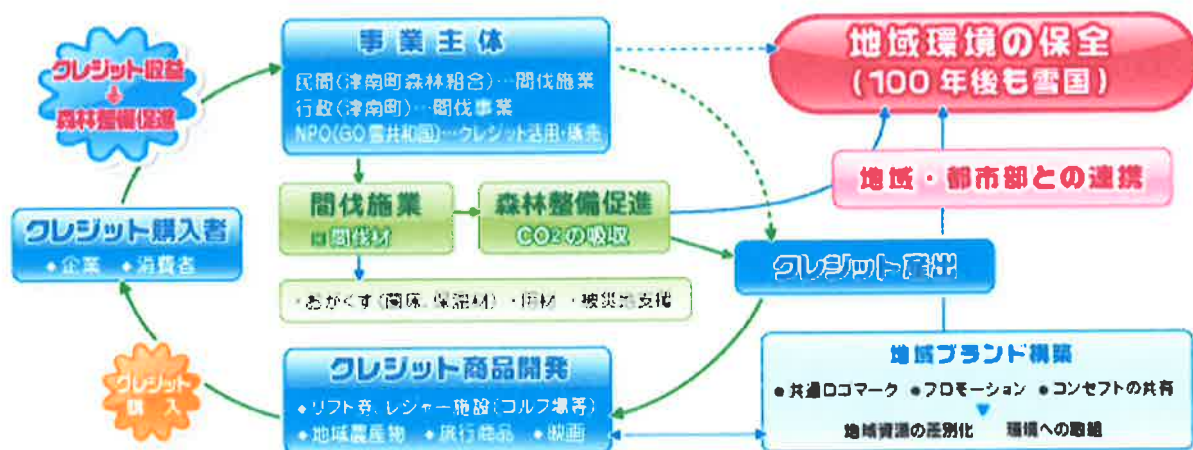 クレジット収益
森林整備促進
事業主体
民間(津南町森林組合)…間伐施業
行政(津南町)…間伐事業
NPO(GO雪共和国)…クレジット活用・販売
地域環境の保全
(100年後も雪国)
地域・都市部との連携
間伐施業
間伐材
森林整備促進
CO2の吸収
クレジット購入者
●企業 ●消費者
クレジット産出
・おがくず(菌床、保温材) ・用材 ・被災地支援
クレジット
購入
クレジット商品開発
●リフト券、レジャー施設(ゴルフ場等)
●地域農産物 ●旅行商品 ●映画
地域ブランド構築
●共通ロゴマーク ●プロモーション ●コンセプトの共有
地域資源の差別化 環境への取組